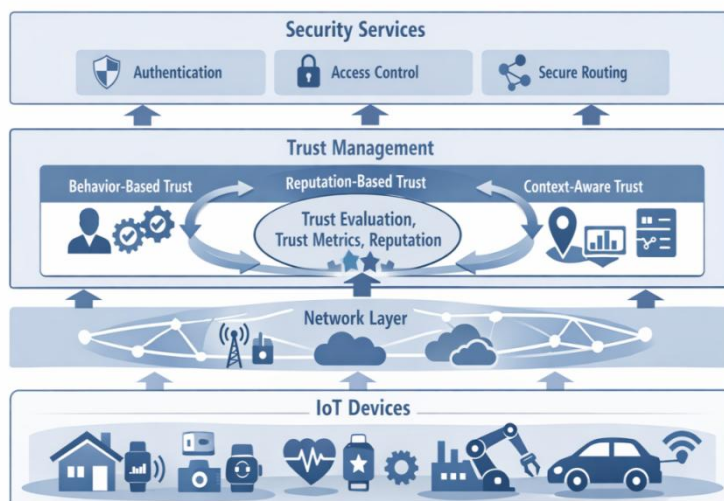 Security Services
Authentication
Access Control
Secure Routing
Trust Management
Behavior-Based Trust
Reputation-Based Trust
Context-Aware Trust
Trust Evaluation,
Trust Metrics, Reputation
Network Layer
IoT Devices